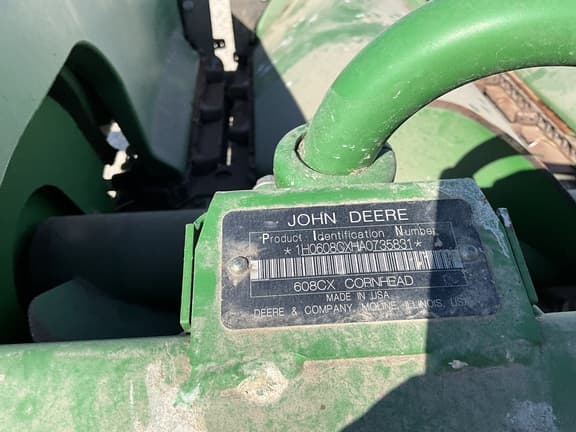 JOHN DEERE
Product Identification Number
*1H0608CXHA0735831*
608CX CORNHEAD
MADE IN USA
DEERE & COMPANY, MOLINE, ILLINOIS, USA